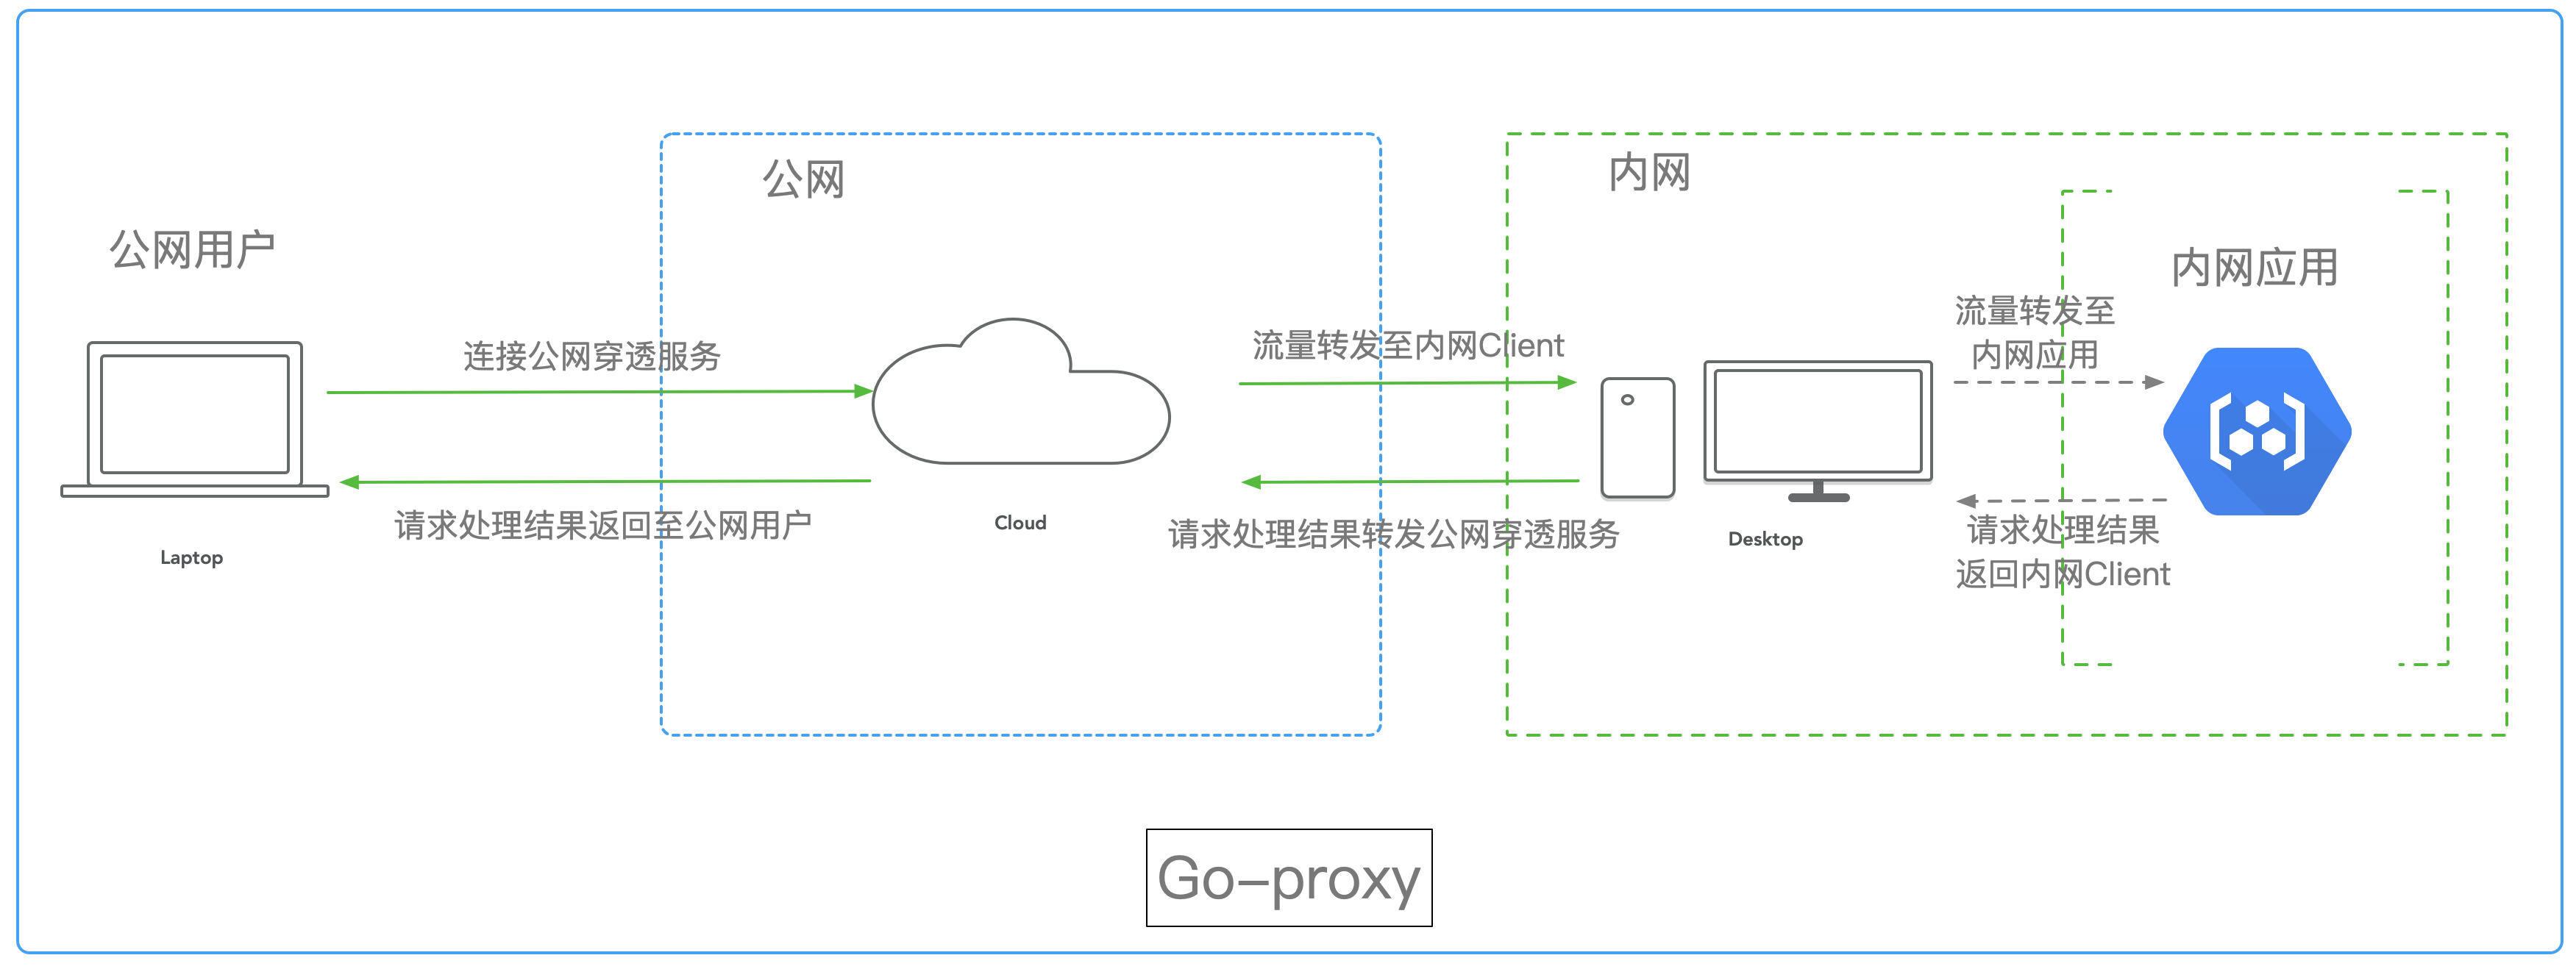 公网用户
Laptop
连接公网穿透服务
请求处理结果返回至公网用户
公网
Cloud
流量转发至内网Client
请求处理结果转发公网穿透服务
内网
Desktop
流量转发至
内网应用
请求处理结果
返回内网Client
内网应用
Go-proxy